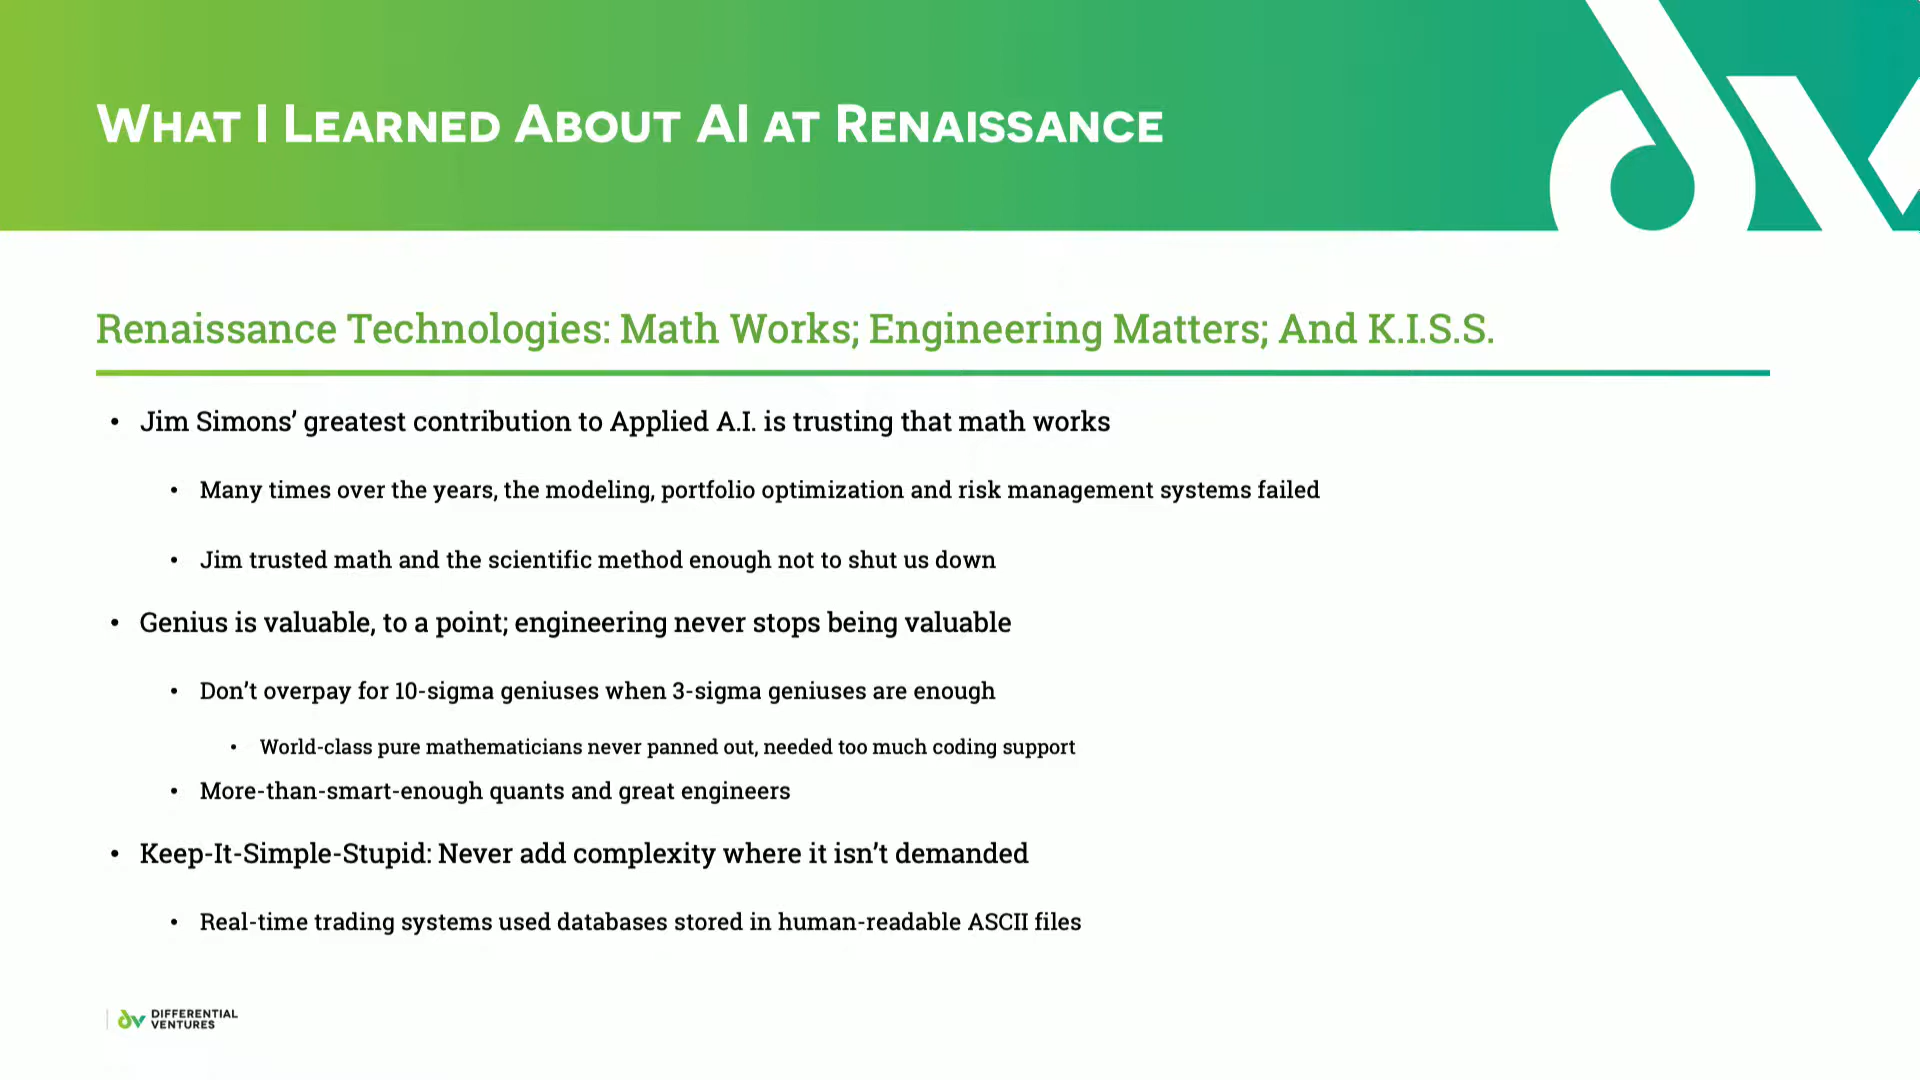 What I Learned About AI at Renaissance
Renaissance Technologies: Math Works; Engineering Matters; And K.I.S.S.
• Jim Simons’ greatest contribution to Applied A.I. is trusting that math works
• Many times over the years, the modeling, portfolio optimization and risk management systems failed
• Jim trusted math and the scientific method enough not to shut us down
• Genius is valuable, to a point; engineering never stops being valuable
• Don’t overpay for 10-sigma geniuses when 3-sigma geniuses are enough
• World-class pure mathematicians never panned out, needed too much coding support
• More-than-smart-enough quants and great engineers
• Keep-It-Simple-Stupid: Never add complexity where it isn’t demanded
• Real-time trading systems used databases stored in human-readable ASCII files
DIFFERENTIAL
VENTURES